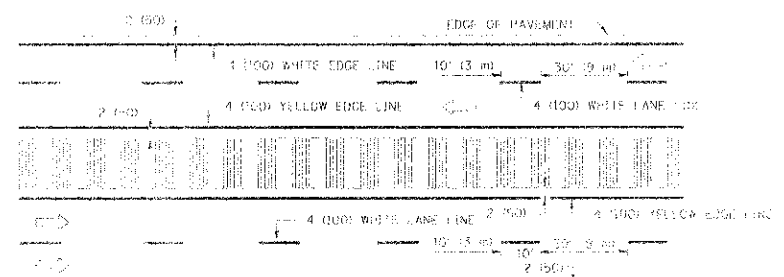 2 (50)
EDGE OF PAVEMENT
4 (100) WHITE EDGE LINE
10' (3 m)
30' (9 m)
2 (50)
4 (100) YELLOW EDGE LINE
4 (100) WHITE LANE LINE
4 (100) WHITE LANE LINE
2 (50)
4 (100) YELLOW EDGE LINE
10' (3 m)
10'
30' (9 m)
2 (50)